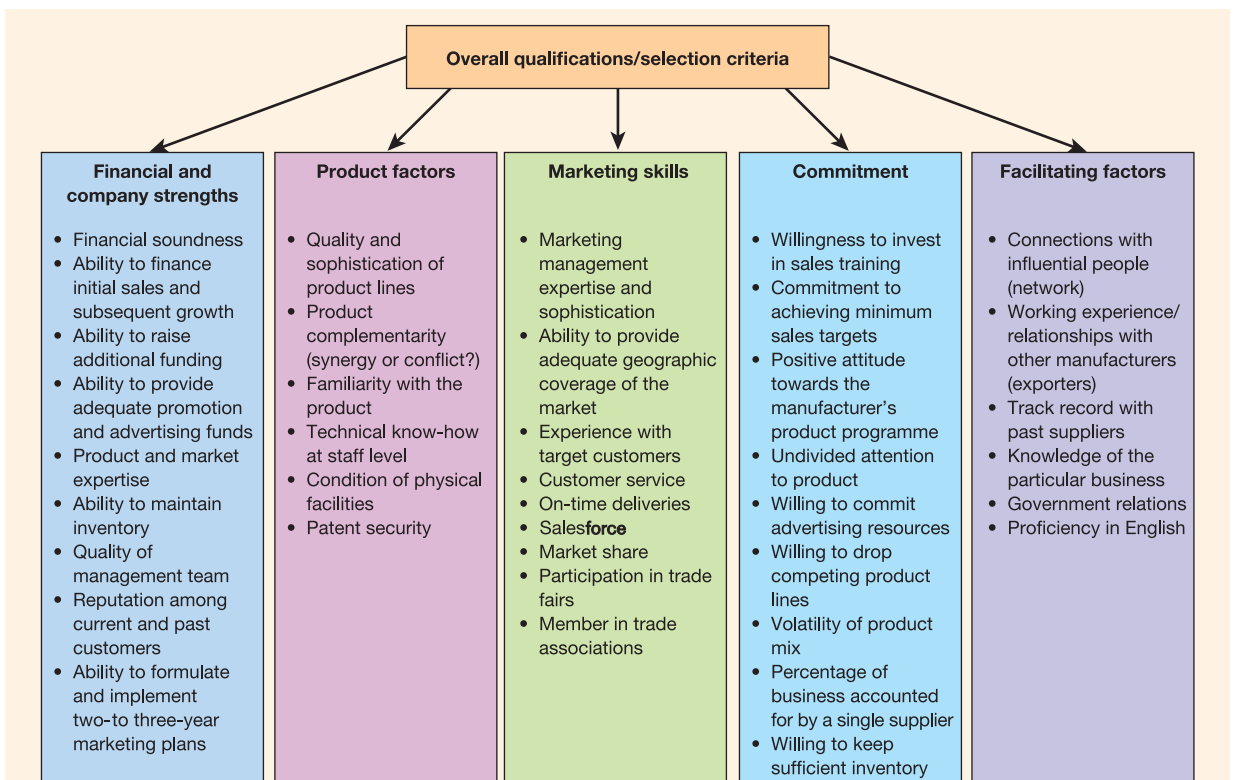 Overall qualifications/selection criteria
Financial and
company strengths
• Financial soundness
• Ability to finance
initial sales and
subsequent growth
• Ability to raise
additional funding
• Ability to provide
adequate promotion
and advertising funds
• Product and market
expertise
• Ability to maintain
inventory
• Quality of
management team
• Reputation among
current and past
customers
• Ability to formulate
and implement
two-to three-year
marketing plans
Product factors
• Quality and
sophistication of
product lines
• Product
complementarity
(synergy or conflict?)
• Familiarity with the
product
• Technical know-how
at staff level
• Condition of physical
facilities
• Patent security
Marketing skills
• Marketing
management
expertise and
sophistication
• Ability to provide
adequate geographic
coverage of the
market
• Experience with
target customers
• Customer service
• On-time deliveries
• Salesforce
• Market share
• Participation in trade
fairs
• Member in trade
associations
Commitment
• Willingness to invest
in sales training
• Commitment to
achieving minimum
sales targets
• Positive attitude
towards the
manufacturer's
product programme
• Undivided attention
to product
• Willing to commit
advertising resources
• Willing to drop
competing product
lines
• Volatility of product
mix
• Percentage of
business accounted
for by a single supplier
• Willing to keep
sufficient inventory
Facilitating factors
• Connections with
influential people
(network)
• Working experience/
relationships with
other manufacturers
(exporters)
• Track record with
past suppliers
• Knowledge of the
particular business
• Government relations
• Proficiency in English